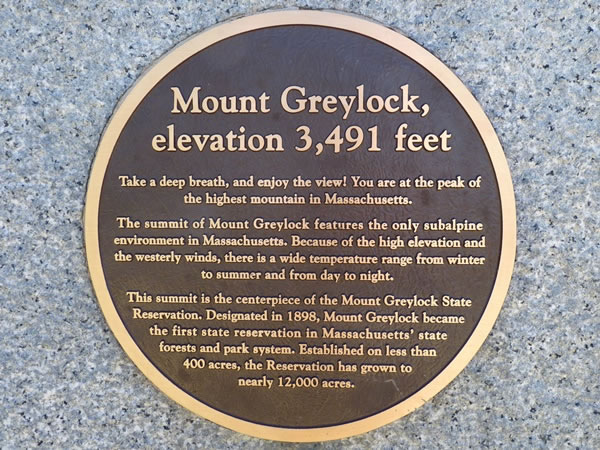 Mount Greylock,
elevation 3,491 feet
Take a deep breath, and enjoy the view! You are at the peak of
the highest mountain in Massachusetts.
The summit of Mount Greylock features the only subalpine
environment in Massachusetts. Because of the high elevation and
the westerly winds, there is a wide temperature range from winter
to summer and from day to night.
This summit is the centerpiece of the Mount Greylock State
Reservation. Designated in 1898, Mount Greylock became
the first state reservation in Massachusetts' state
forests and park system. Established on less than
400 acres, the Reservation has grown to
nearly 12,000 acres.